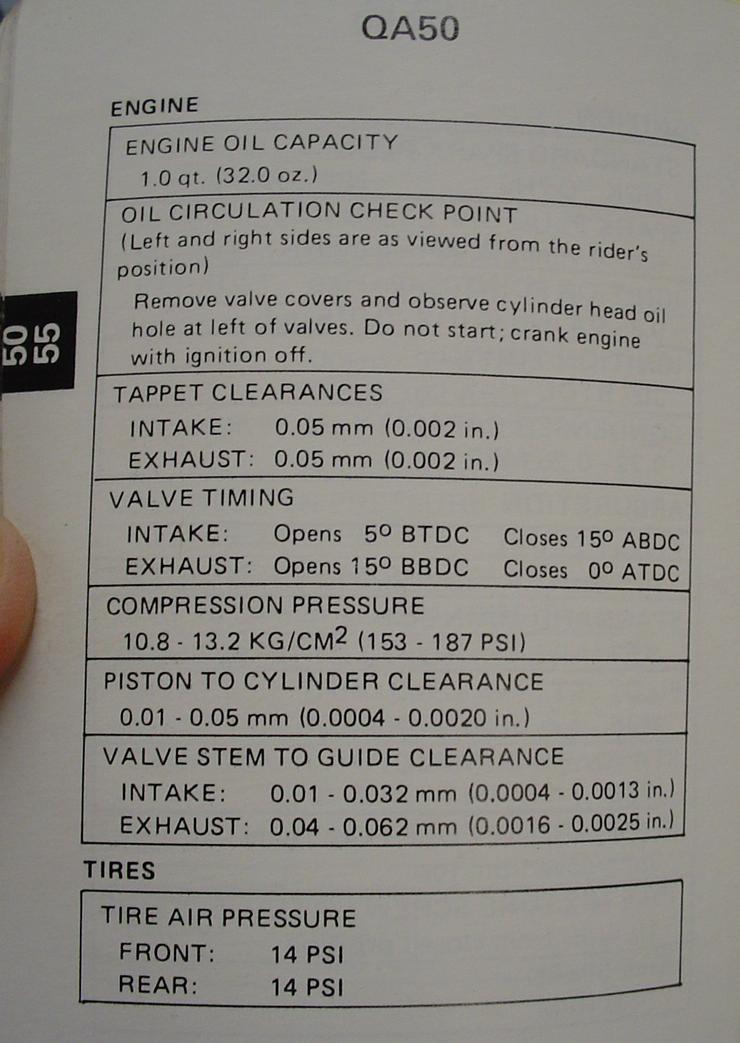 QA50
ENGINE
ENGINE OIL CAPACITY
1.0 qt. (32.0 oz.)
OIL CIRCULATION CHECK POINT
(Left and right sides are as viewed from the rider's
position)
Remove valve covers and observe cylinder head oil
hole at left of valves. Do not start; crank engine
with ignition off.
50
55
TAPPET CLEARANCES
INTAKE: 0.05 mm (0.002 in.)
EXHAUST: 0.05 mm (0.002 in.)
VALVE TIMING
INTAKE: Opens 5º BTDC Closes 15º ABDC
EXHAUST: Opens 15º BBDC Closes 0º ATDC
COMPRESSION PRESSURE
10.8 - 13.2 KG/CM² (153 - 187 PSI)
PISTON TO CYLINDER CLEARANCE
0.01 - 0.05 mm (0.0004 - 0.0020 in.)
VALVE STEM TO GUIDE CLEARANCE
INTAKE: 0.01 - 0.032 mm (0.0004 - 0.0013 in.)
EXHAUST: 0.04 - 0.062 mm (0.0016 - 0.0025 in.)
TIRES
TIRE AIR PRESSURE
FRONT: 14 PSI
REAR: 14 PSI